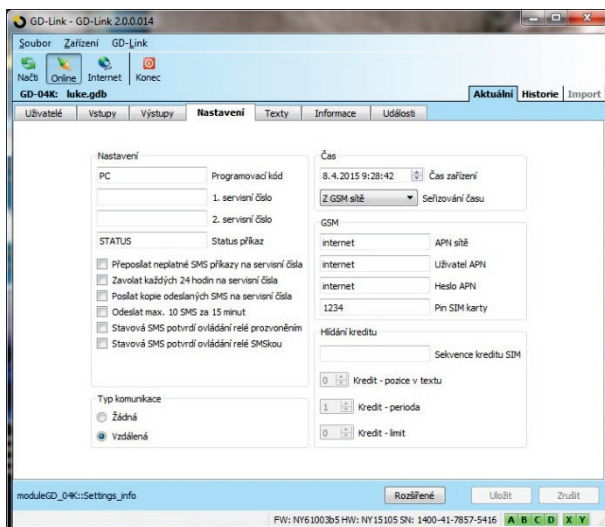 GD-Link - GD-Link 2.0.0.014
Soubor Zařízení GD-Link
Načti Online Internet Konec
GD-04K: luke.gdb
Aktuální Historie Import
Uživatelé Vstupy Výstupy Nastavení Texty Informace Události
Nastavení
PC Programovací kód
1. servisní číslo
2. servisní číslo
STATUS Status příkaz
Přeposílat neplatné SMS příkazy na servisní čísla
Zavolat každých 24 hodin na servisní čísla
Posílat kopie odeslaných SMS na servisní čísla
Odeslat max. 10 SMS za 15 minut
Stavová SMS potvrdí ovládání relé prozvoněním
Stavová SMS potvrdí ovládání relé SMSkou
Typ komunikace
Žádná
Vzdálená
Čas
8.4.2015 9:28:42 Čas zařízení
Z GSM sítě Seřizování času
GSM
internet APN sítě
internet Uživatel APN
internet Heslo APN
1234 Pin SIM karty
Hlídání kreditu
Sekvence kreditu SIM
0 Kredit - pozice v textu
1 Kredit - perioda
0 Kredit - limit
moduleGD_04K::Settings_info
Rozšířené Uložit Zrušit
FW: NY61003b5 HW: NY15105 SN: 1400-41-7857-5416 A B C D X Y